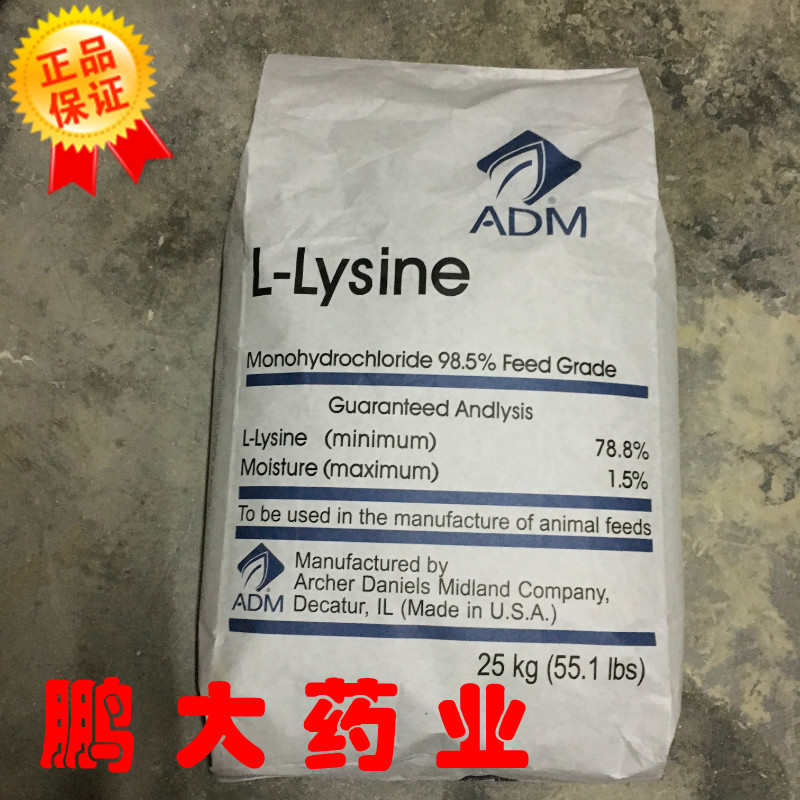 正品
保证
ADM
L-Lysine
Monohydrochloride 98.5% Feed Grade
Guaranteed Andlysis
L-Lysine (minimum) 78.8%
Moisture (maximum) 1.5%
To be used in the manufacture of animal feeds
ADM
Manufactured by
Archer Daniels Midland Company,
Decatur, IL (Made in U.S.A.)
25 kg (55.1 lbs)
鹏大药业